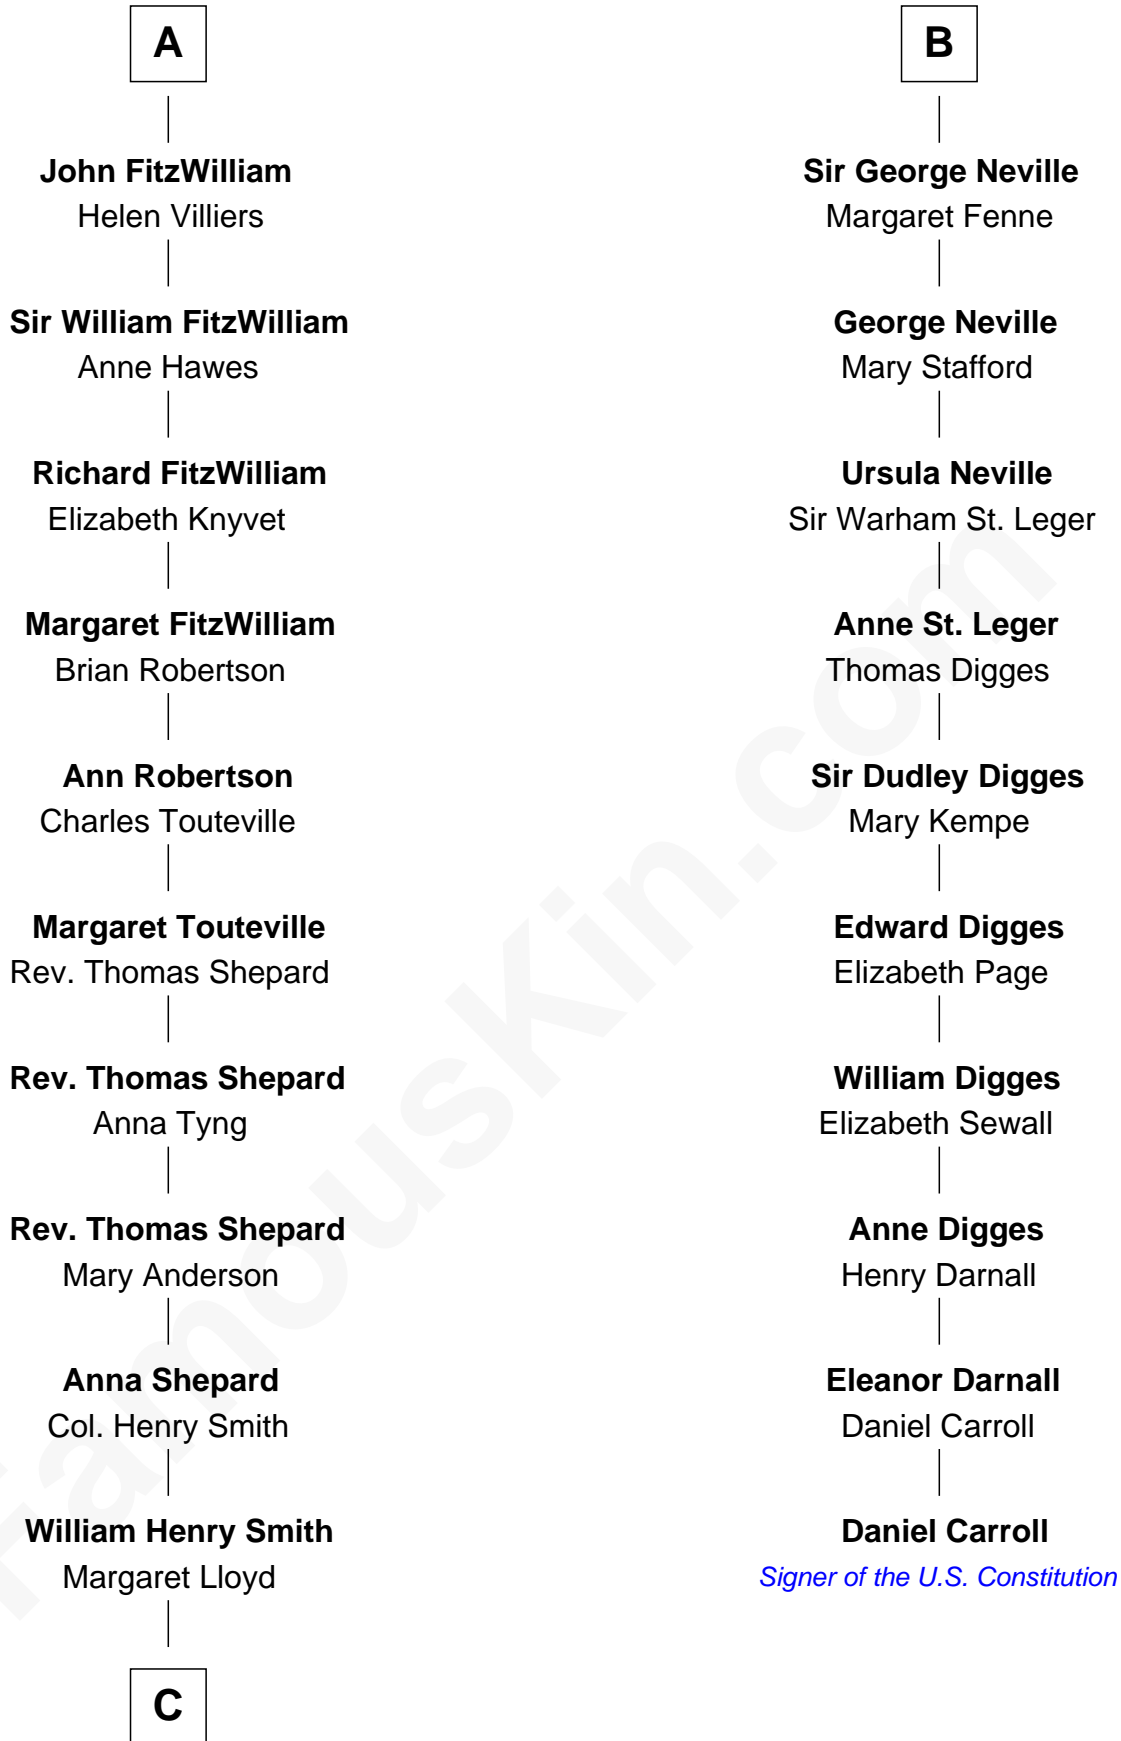 A
John FitzWilliam
Helen Villiers
Sir William FitzWilliam
Anne Hawes
Richard FitzWilliam
Elizabeth Knyvet
Margaret FitzWilliam
Brian Robertson
Ann Robertson
Charles Touteville
Margaret Touteville
Rev. Thomas Shepard
Rev. Thomas Shepard
Anna Tyng
Rev. Thomas Shepard
Mary Anderson
Anna Shepard
Col. Henry Smith
William Henry Smith
Margaret Lloyd
C
B
Sir George Neville
Margaret Fenne
George Neville
Mary Stafford
Ursula Neville
Sir Warham St. Leger
Anne St. Leger
Thomas Digges
Sir Dudley Digges
Mary Kempe
Edward Digges
Elizabeth Page
William Digges
Elizabeth Sewall
Anne Digges
Henry Darnall
Eleanor Darnall
Daniel Carroll
Daniel Carroll
Signer of the U.S. Constitution
FamousKin.com